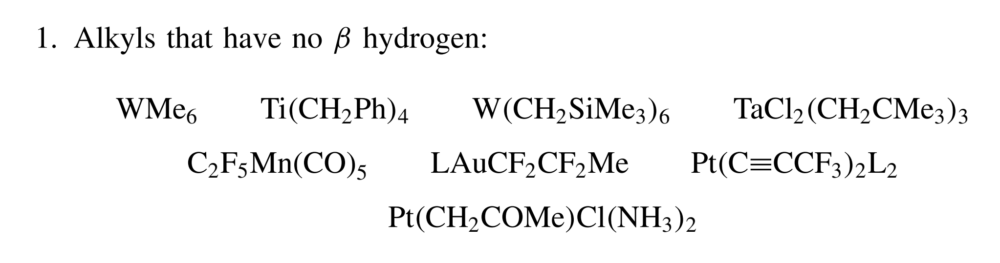 1. Alkyls that have no β hydrogen:
WMe₆ Ti(CH₂Ph)₄ W(CH₂SiMe₃)₆ TaCl₂(CH₂CMe₃)₃
C₂F₅Mn(CO)₅ LAuCF₂CF₂Me Pt(C≡CCF₃)₂L₂
Pt(CH₂COMe)Cl(NH₃)₂